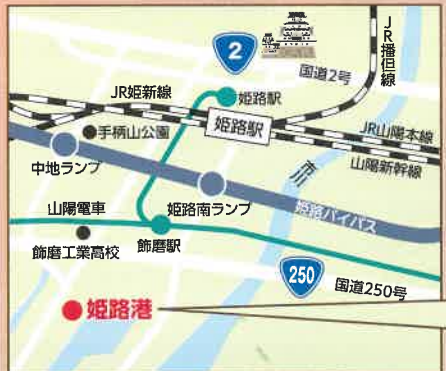 2
JR播但線
国道2号
JR姫新線
姫路駅
姫路駅
手柄山公園
JR山陽本線
山陽新幹線
中地ランプ
市川
山陽電車
姫路南ランプ
姫路バイパス
飾磨工業高校
飾磨駅
250
国道250号
姫路港